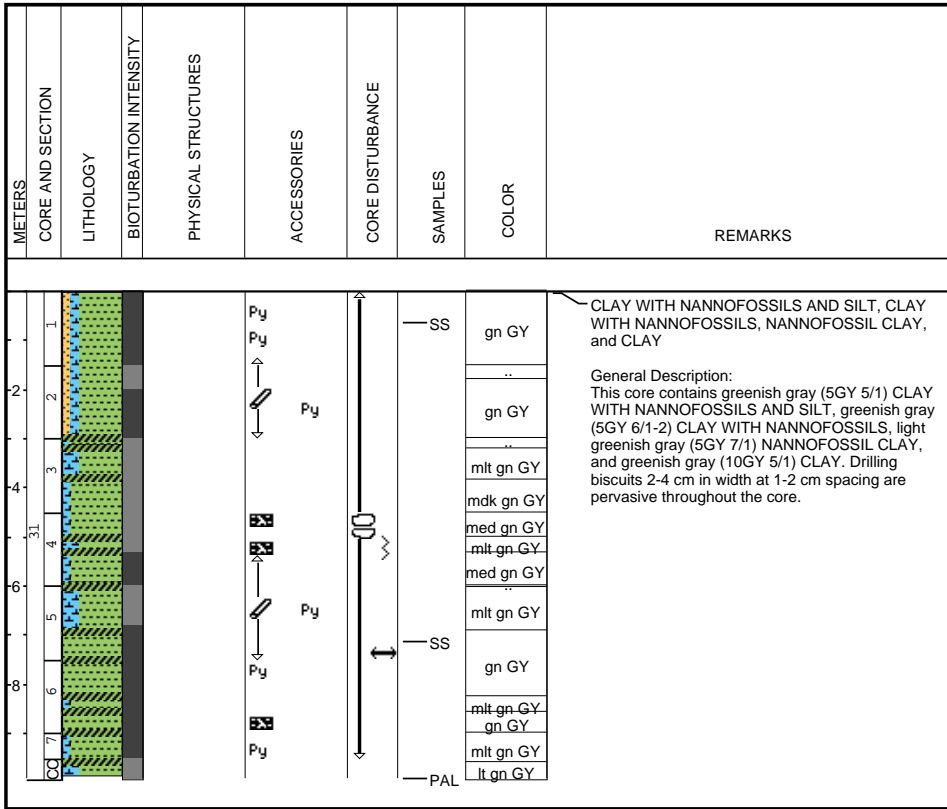 METERS
CORE AND SECTION
LITHOLOGY
BIOTURBATION INTENSITY
PHYSICAL STRUCTURES
ACCESSORIES
CORE DISTURBANCE
SAMPLES
COLOR
REMARKS
2
4
6
8
31
1
2
3
4
5
6
7
CC
Py
Py
Py
Py
Py
Py
SS
SS
PAL
gn GY
..
gn GY
..
mlt gn GY
mdk gn GY
med gn GY
mlt gn GY
med gn GY
..
mlt gn GY
gn GY
mlt gn GY
gn GY
mlt gn GY
lt gn GY
CLAY WITH NANNOFOSSILS AND SILT, CLAY
WITH NANNOFOSSILS, NANNOFOSSIL CLAY,
and CLAY
General Description:
This core contains greenish gray (5GY 5/1) CLAY
WITH NANNOFOSSILS AND SILT, greenish gray
(5GY 6/1-2) CLAY WITH NANNOFOSSILS, light
greenish gray (5GY 7/1) NANNOFOSSIL CLAY,
and greenish gray (10GY 5/1) CLAY. Drilling
biscuits 2-4 cm in width at 1-2 cm spacing are
pervasive throughout the core.